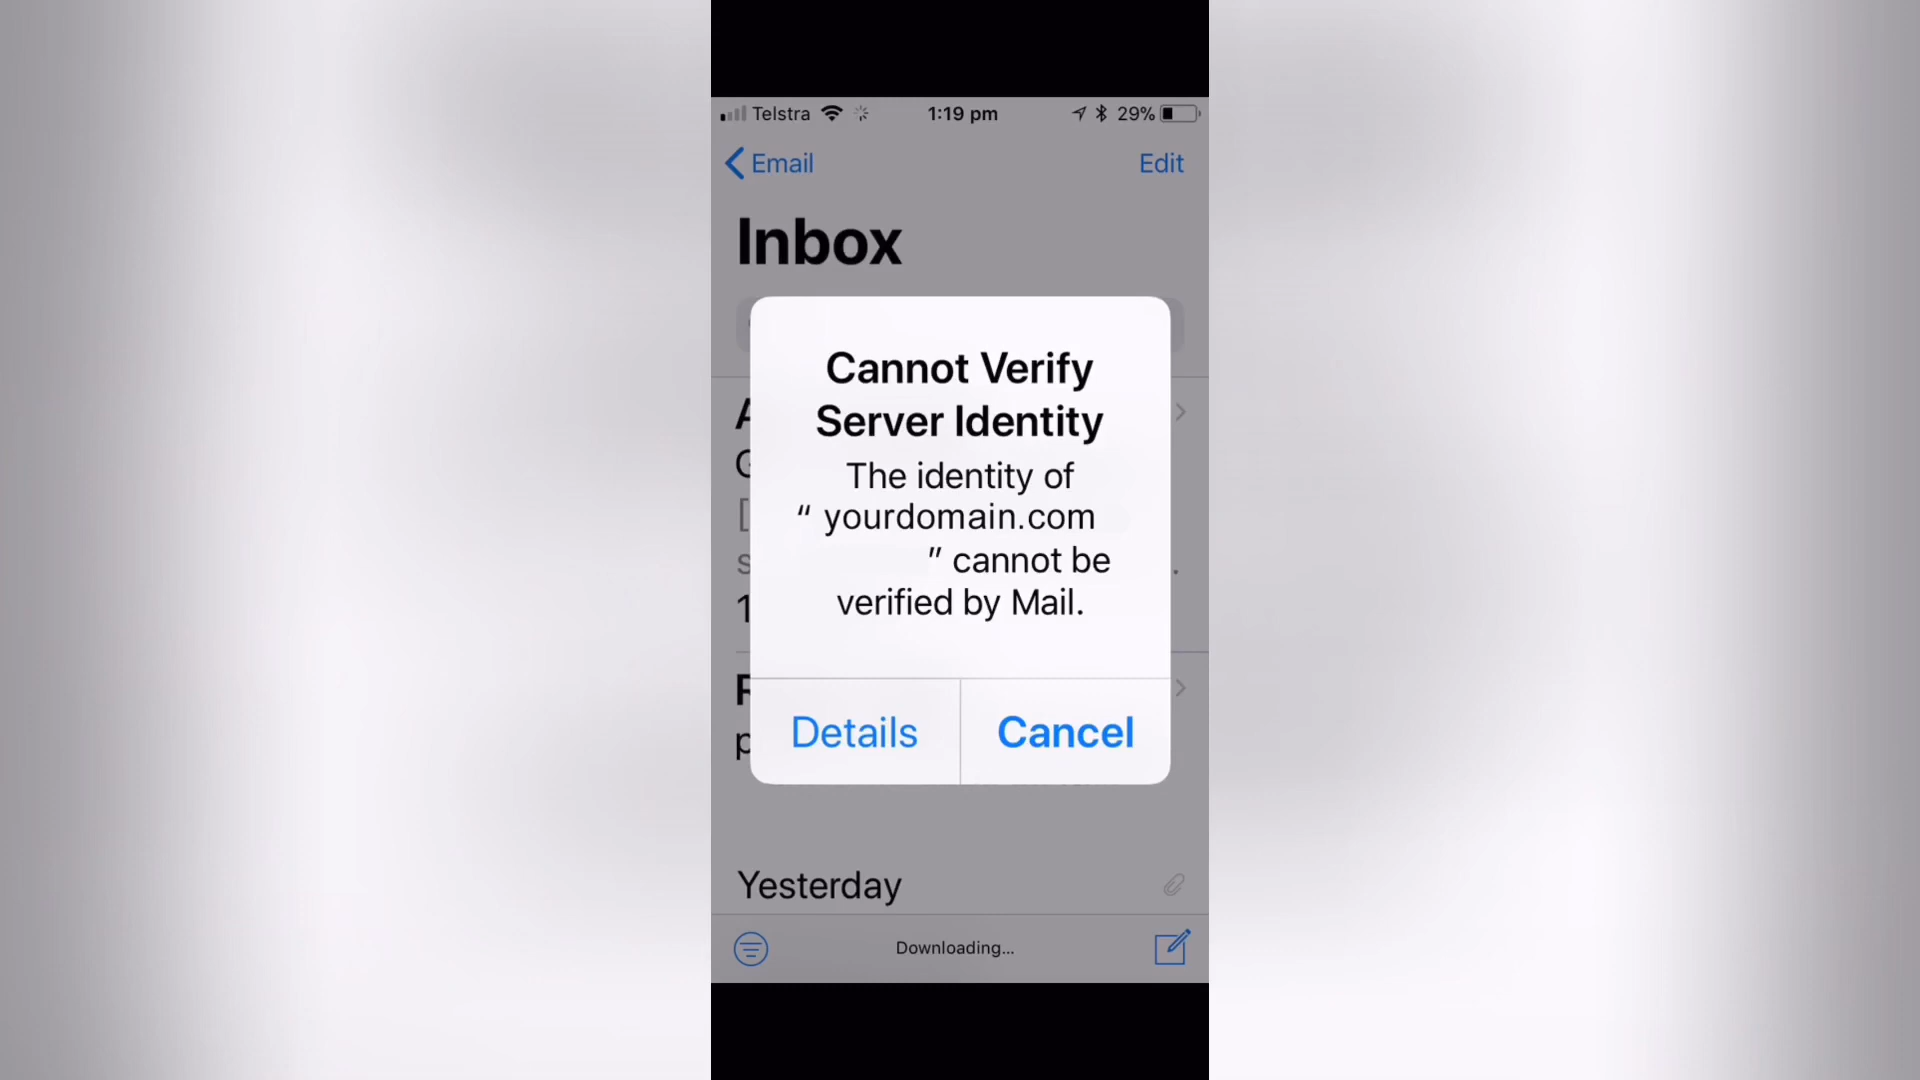 Telstra 1:19 pm 29%
Email Edit
Inbox
Cannot Verify
Server Identity
The identity of
“ yourdomain.com
” cannot be
verified by Mail.
Details Cancel
Yesterday
Downloading...